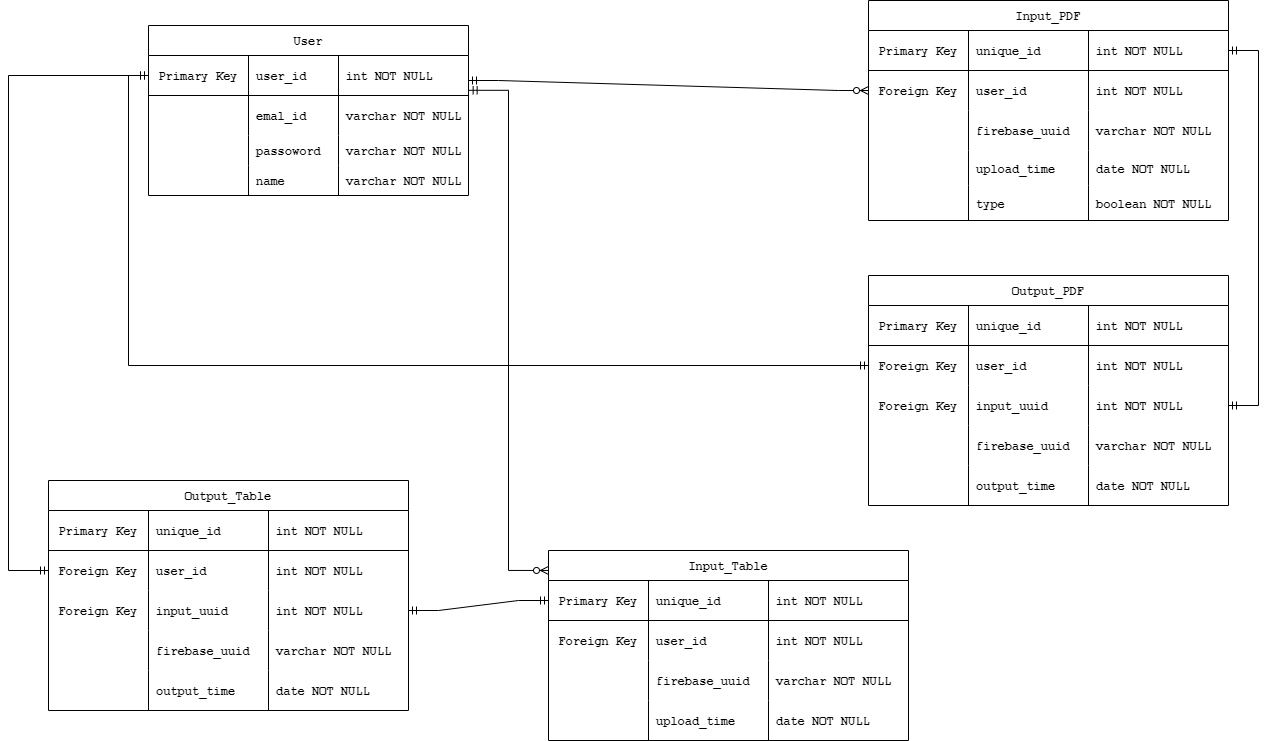 User
Primary Key user_id int NOT NULL
emal_id varchar NOT NULL
passoword varchar NOT NULL
name varchar NOT NULL
Input_PDF
Primary Key unique_id int NOT NULL
Foreign Key user_id int NOT NULL
firebase_uuid varchar NOT NULL
upload_time date NOT NULL
type boolean NOT NULL
Output_PDF
Primary Key unique_id int NOT NULL
Foreign Key user_id int NOT NULL
Foreign Key input_uuid int NOT NULL
firebase_uuid varchar NOT NULL
output_time date NOT NULL
Output_Table
Primary Key unique_id int NOT NULL
Foreign Key user_id int NOT NULL
Foreign Key input_uuid int NOT NULL
firebase_uuid varchar NOT NULL
output_time date NOT NULL
Input_Table
Primary Key unique_id int NOT NULL
Foreign Key user_id int NOT NULL
firebase_uuid varchar NOT NULL
upload_time date NOT NULL